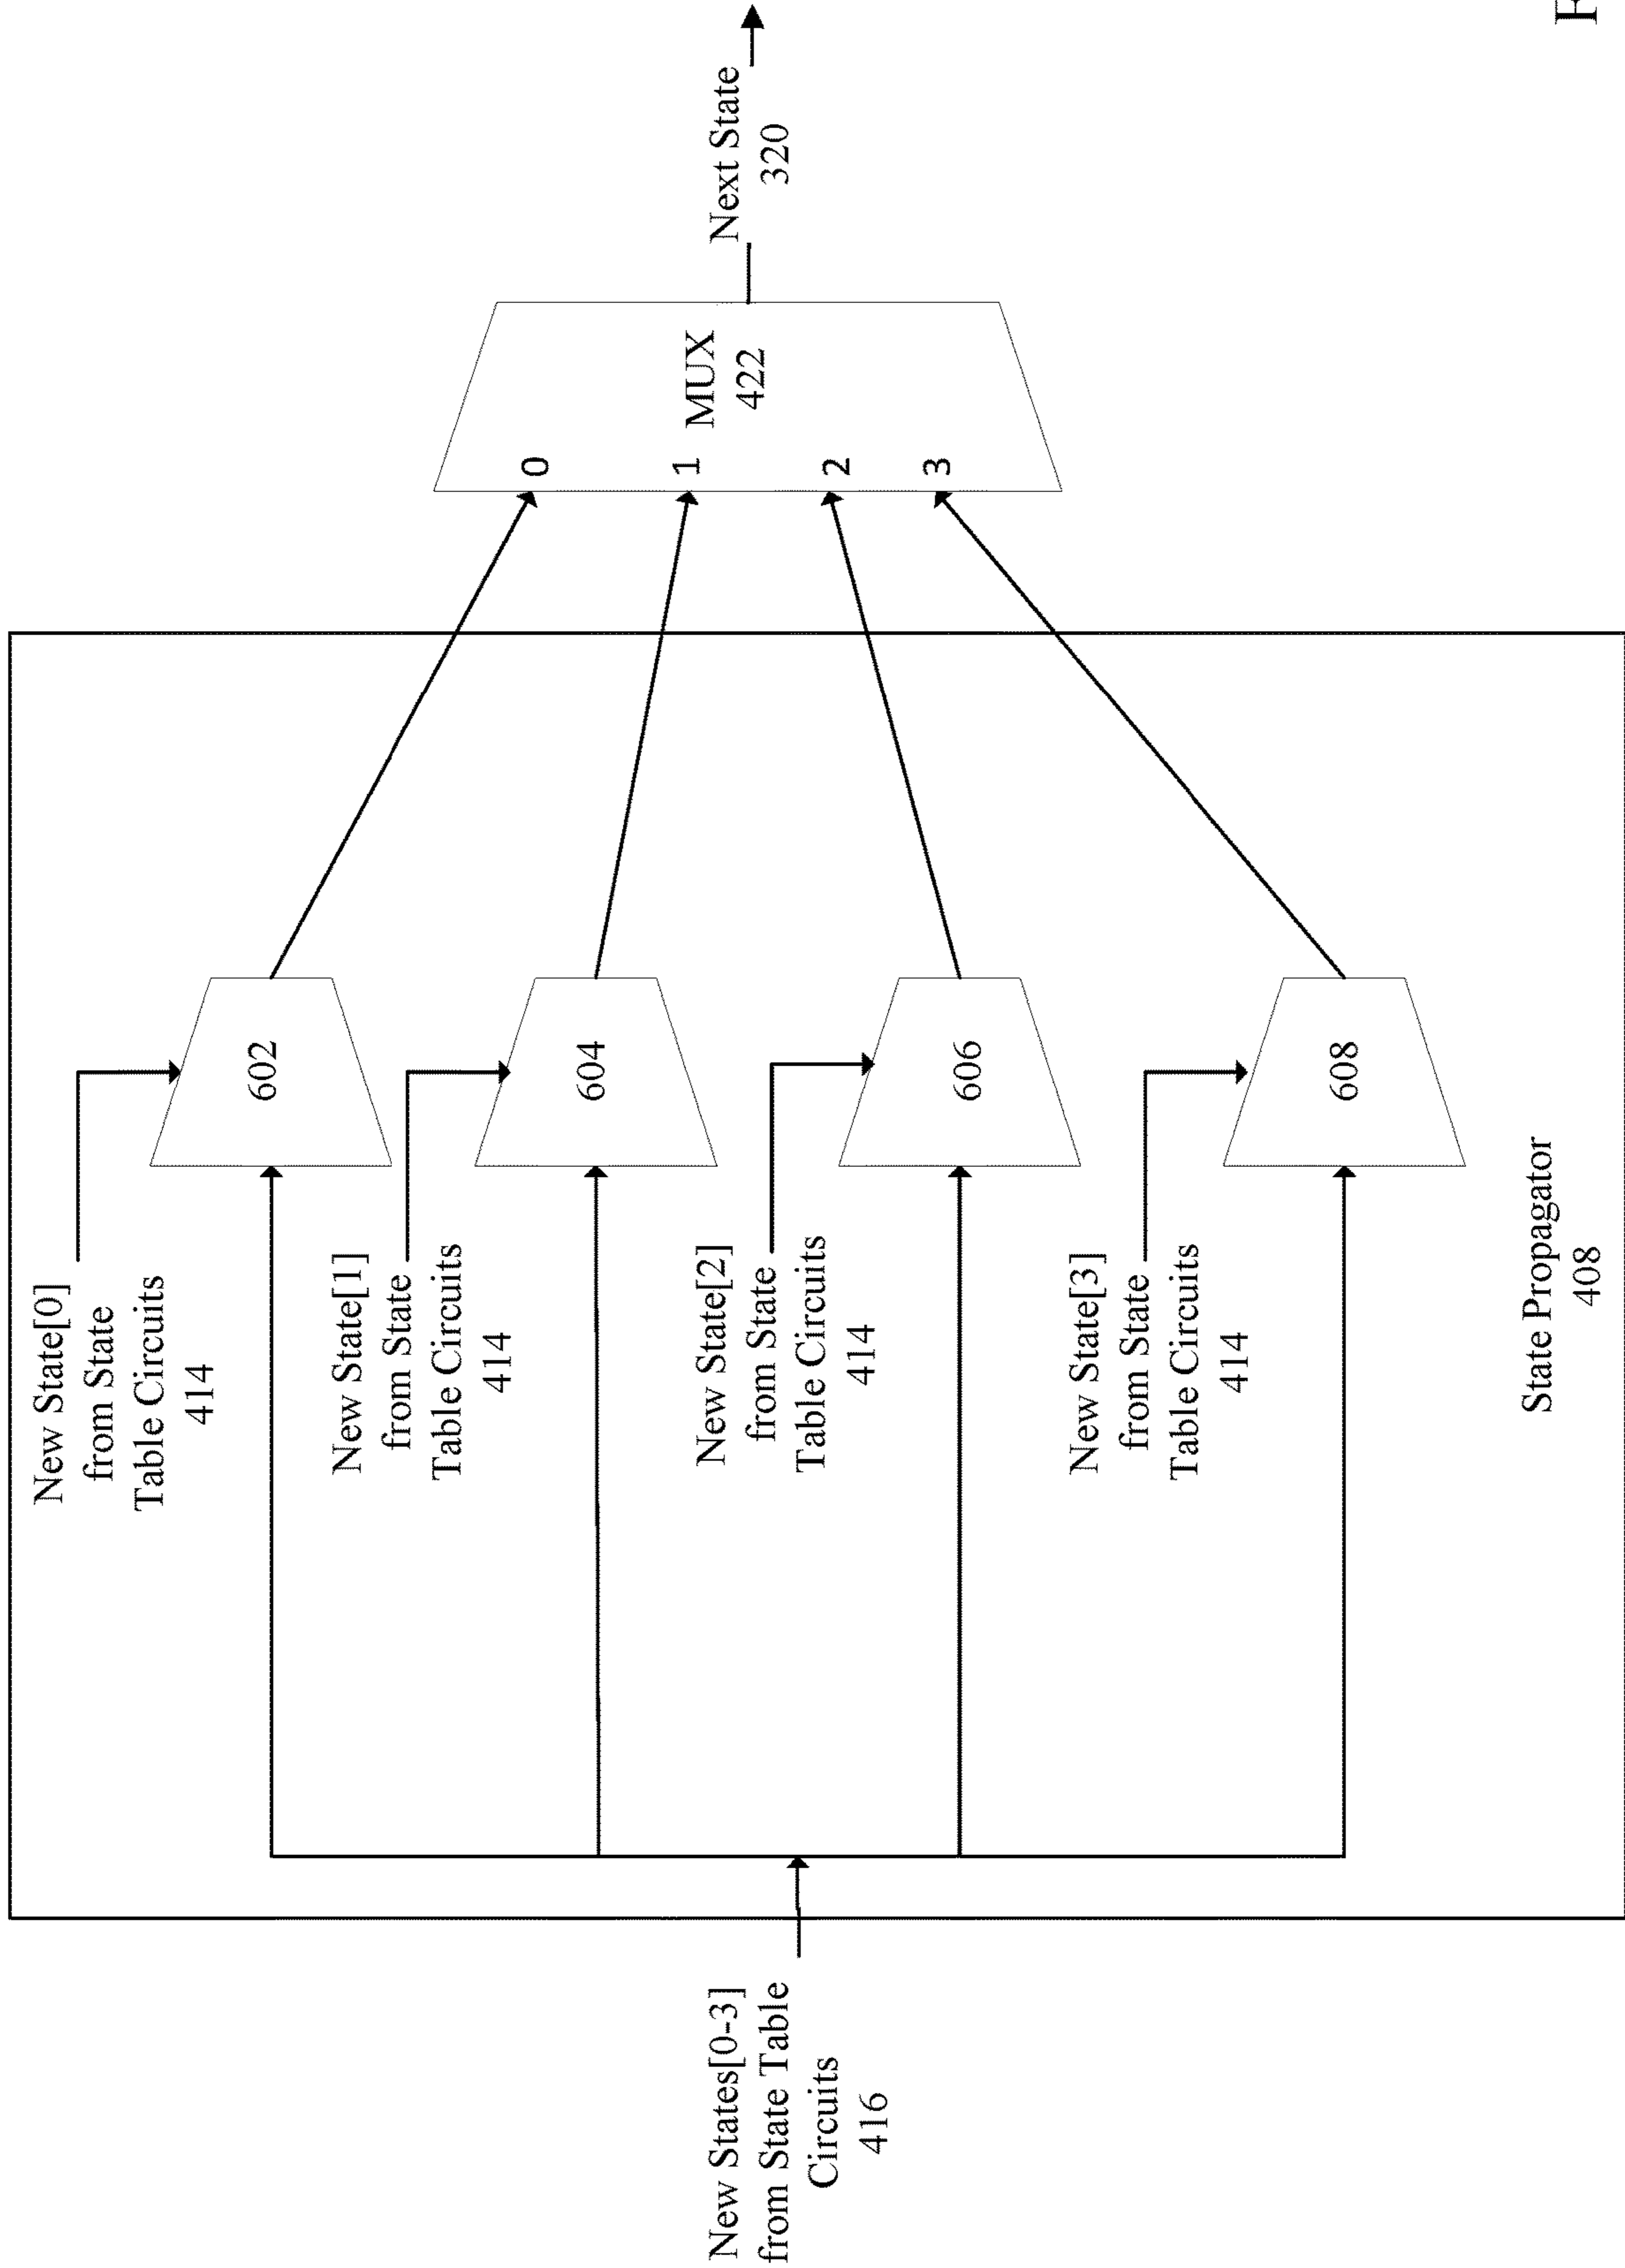 New State[0]
from State
Table Circuits
414
602
New State[1]
from State
Table Circuits
414
604
New States[0-3]
from State Table
Circuits
416
New State[2]
from State
Table Circuits
414
606
New State[3]
from State
Table Circuits
414
608
0
1
2
3
MUX
422
Next State
320
State Propagator
408
F